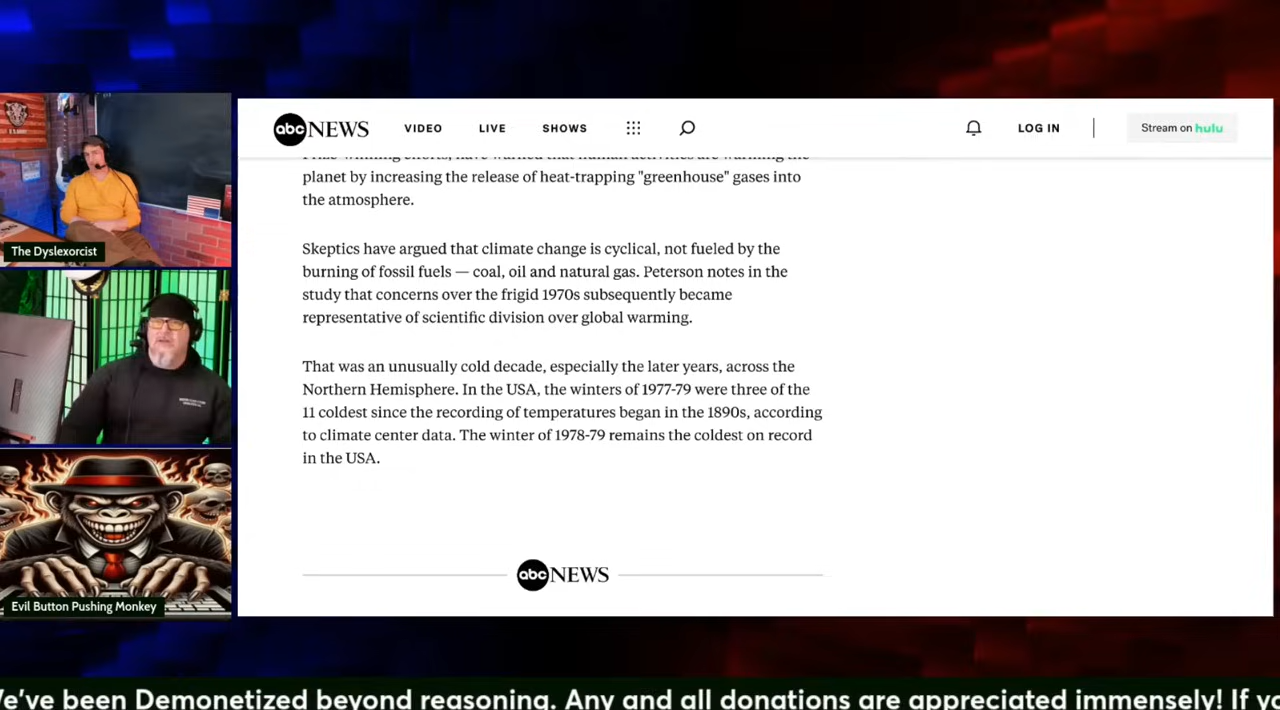 abc NEWS VIDEO LIVE SHOWS LOG IN Stream on hulu
planet by increasing the release of heat-trapping "greenhouse" gases into
the atmosphere.
Skeptics have argued that climate change is cyclical, not fueled by the
burning of fossil fuels — coal, oil and natural gas. Peterson notes in the
study that concerns over the frigid 1970s subsequently became
representative of scientific division over global warming.
That was an unusually cold decade, especially the later years, across the
Northern Hemisphere. In the USA, the winters of 1977-79 were three of the
11 coldest since the recording of temperatures began in the 1890s, according
to climate center data. The winter of 1978-79 remains the coldest on record
in the USA.
abc NEWS
The Dyslexorcist
Evil Button Pushing Monkey
We've been Demonetized beyond reasoning. Any and all donations are appreciated immensely! If